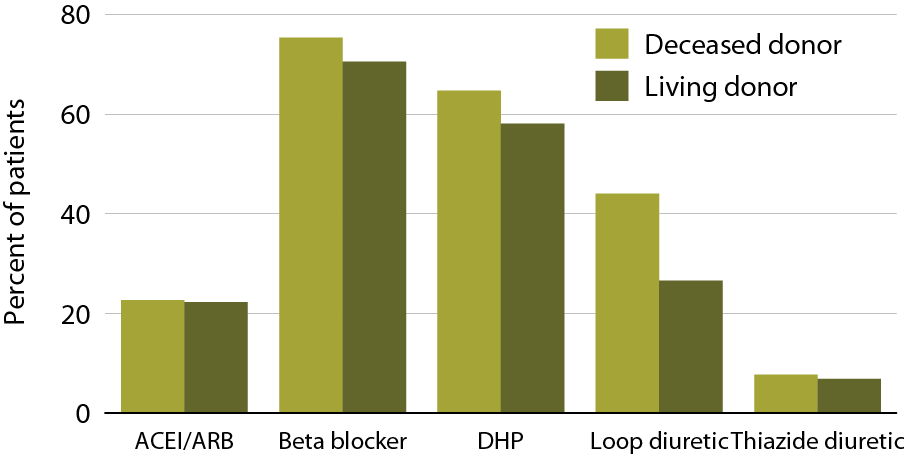 Percent of patients
80
60
40
20
0
Deceased donor
Living donor
ACEI/ARB
Beta blocker
DHP
Loop diuretic
Thiazide diuretic